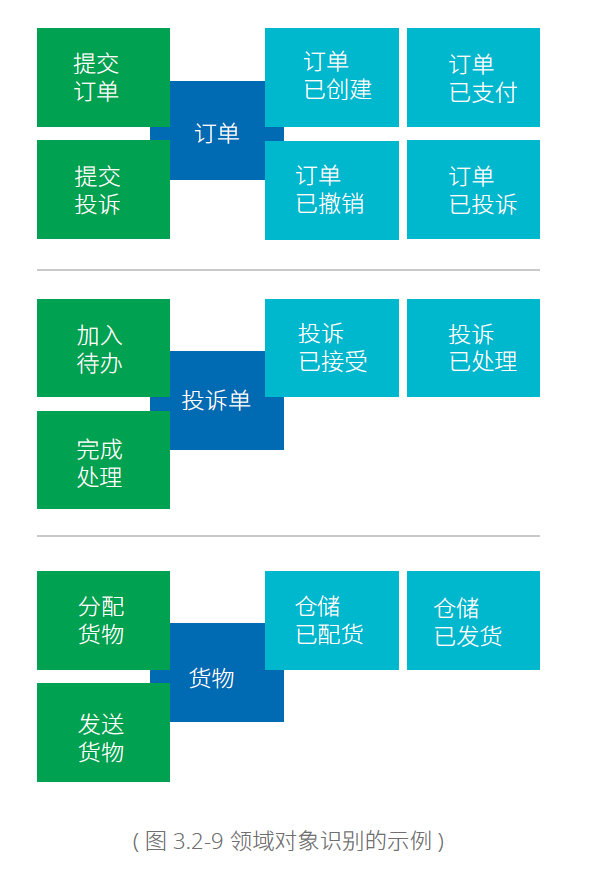 提交
订单
订单
订单
已创建
订单
已支付
提交
投诉
订单
已撤销
订单
已投诉
加入
待办
投诉单
投诉
已接受
投诉
已处理
完成
处理
分配
货物
货物
仓储
已配货
仓储
已发货
发送
货物
( 图 3.2-9 领域对象识别的示例 )